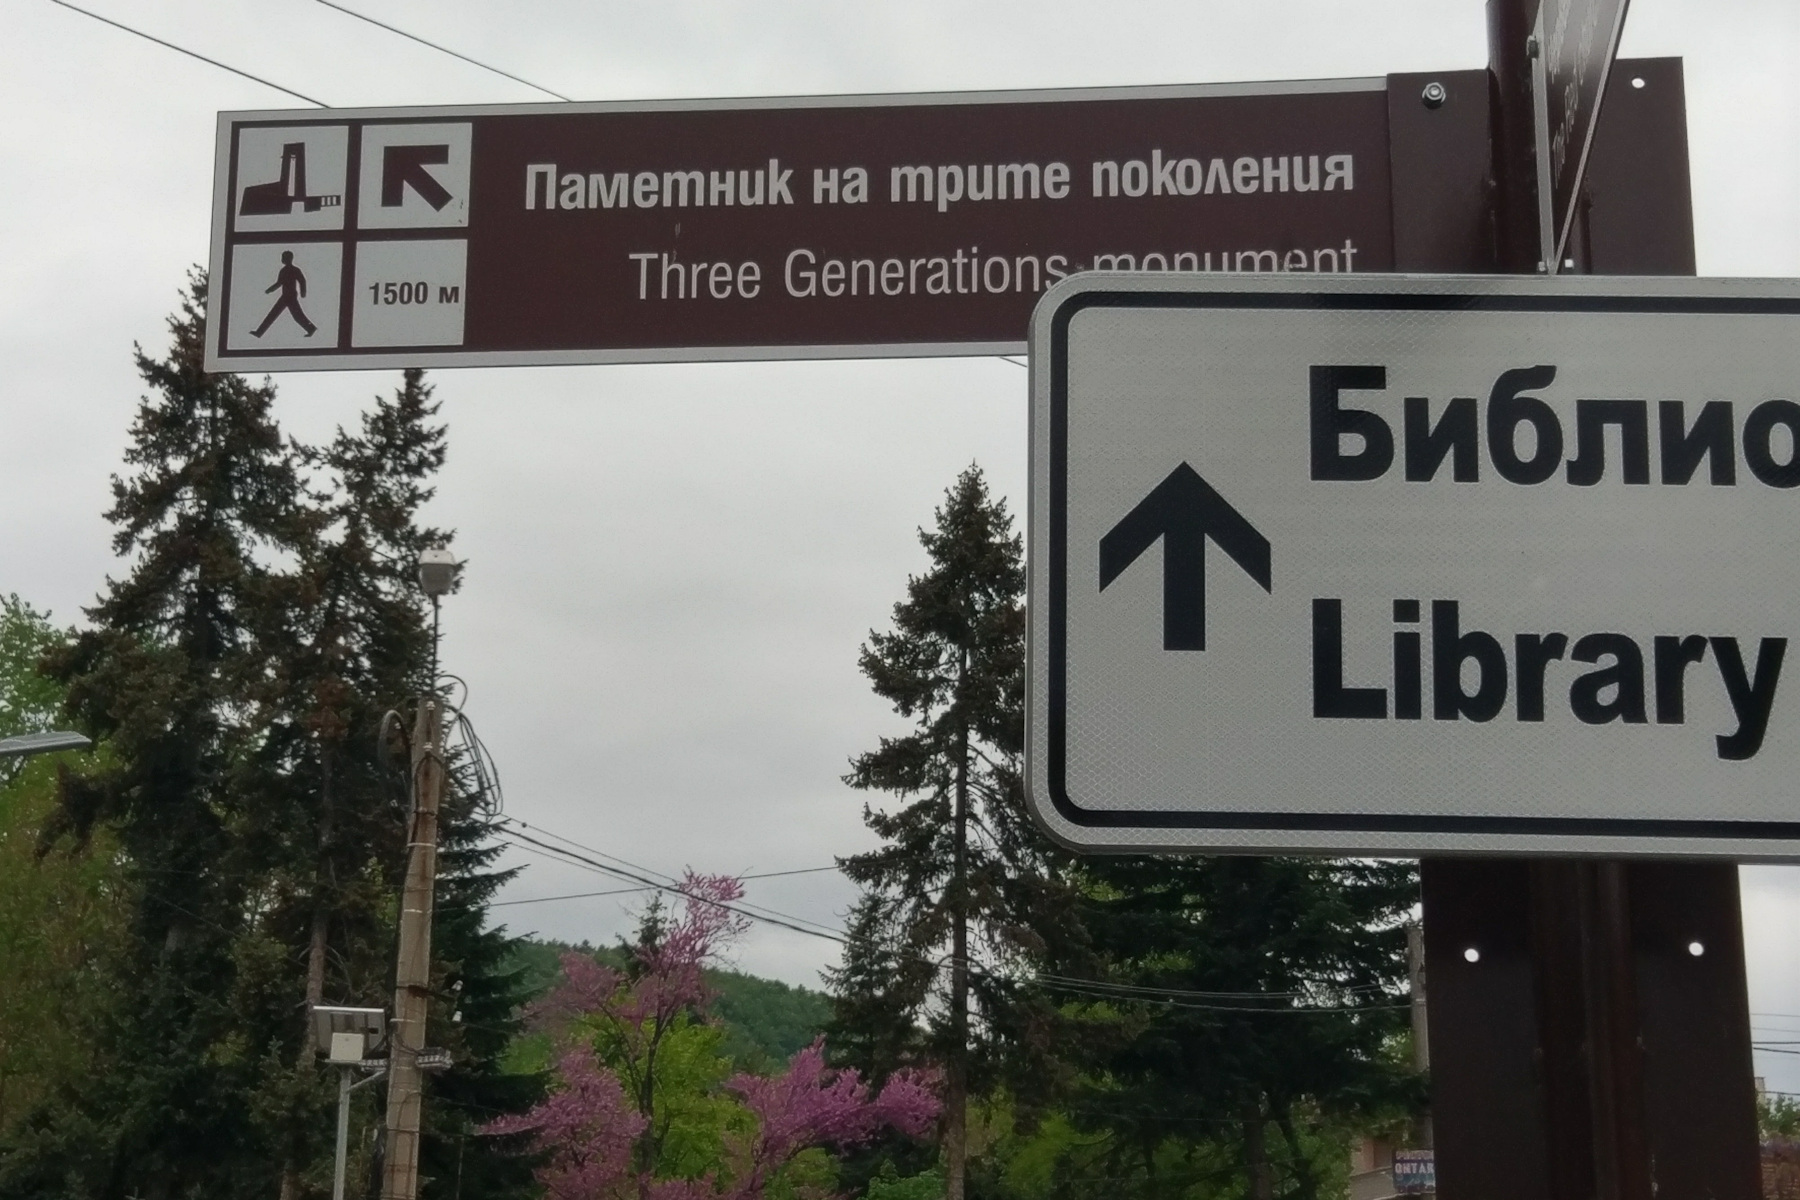 Паметник на трите поколения
Three Generations monument
1500 м
Библио
Library